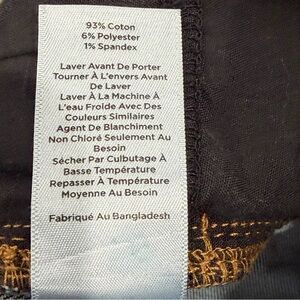 93% Coton
6% Polyester
1% Spandex
Laver Avant De Porter
Tourner À L'envers Avant
De Laver
Laver À La Machine À
L'eau Froide Avec Des
Couleurs Similaires
Agent De Blanchiment
Non Chloré Seulement Au
Besoin
Sécher Par Culbutage À
Basse Température
Repasser À Température
Moyenne Au Besoin
Fabriqué Au Bangladesh